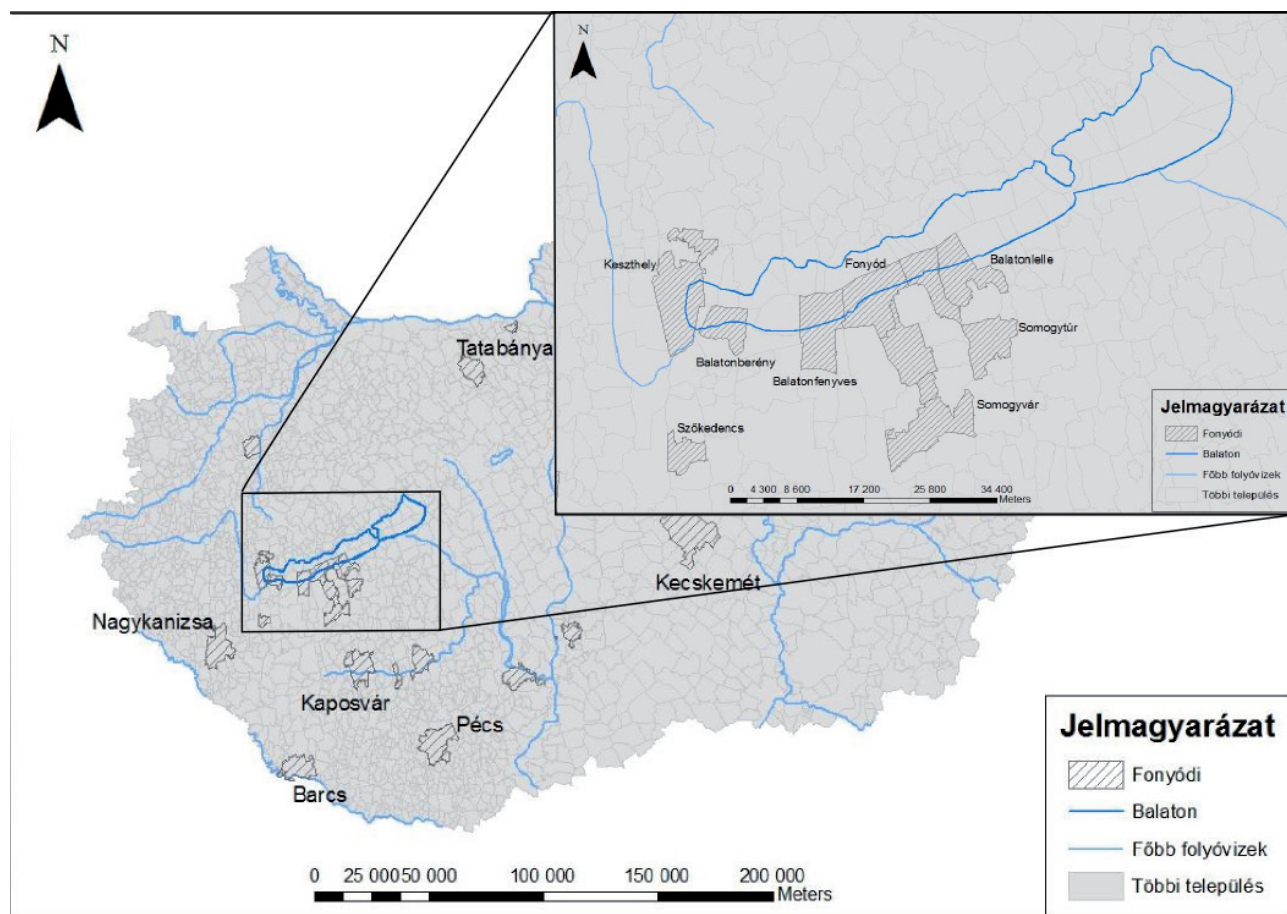 N
N
Keszthely
Fonyód
Balatonlelle
Somogytúr
Balatonberény
Balatonfenyves
Somogyvár
Sződedencs
0 4 300 8 600 17 200 25 800 34 400
Meters
Jelmagyarázat
Fonyódi
Balaton
Főbb folyóvizek
Többi település
Tatabánya
Kecskemét
Nagykanizsa
Kaposvár
Pécs
Barcs
0 25 000 50 000 100 000 150 000 200 000
Meters
Jelmagyarázat
Fonyódi
Balaton
Főbb folyóvizek
Többi település